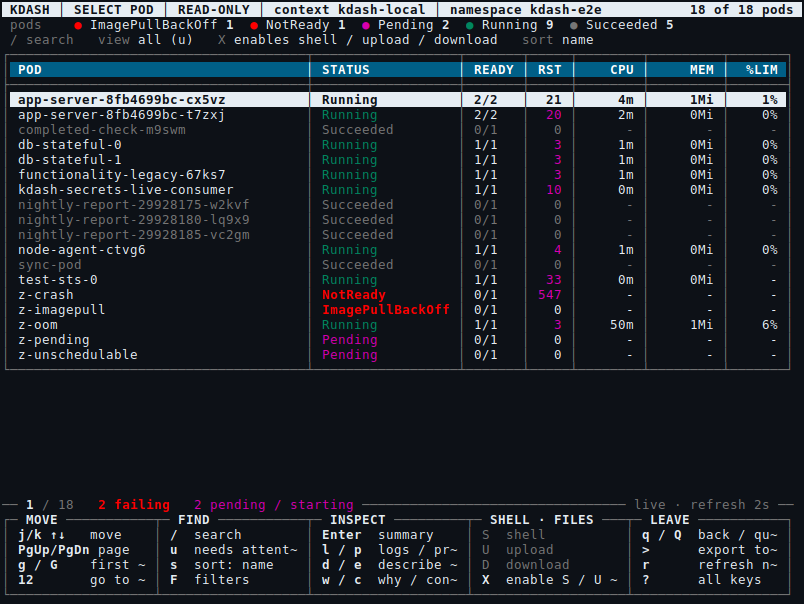 KDASH │ SELECT POD │ READ-ONLY │ context kdash-local │ namespace kdash-e2e 18 of 18 pods
pods ● ImagePullBackOff 1 ● NotReady 1 ● Pending 2 ● Running 9 ● Succeeded 5
/ search view all (u) X enables shell / upload / download sort name
POD STATUS READY RST CPU MEM %LIM
app-server-8fb4699bc-cx5vz Running 2/2 21 4m 1Mi 1%
app-server-8fb4699bc-t7zxj Running 2/2 20 2m 0Mi 0%
completed-check-m9swm Succeeded 0/1 0 - - -
db-stateful-0 Running 1/1 3 1m 0Mi 0%
db-stateful-1 Running 1/1 3 1m 0Mi 0%
functionality-legacy-67ks7 Running 1/1 3 1m 0Mi 0%
kdash-secrets-live-consumer Running 1/1 10 0m 0Mi 0%
nightly-report-29928175-w2kvf Succeeded 0/1 0 - - -
nightly-report-29928180-lq9x9 Succeeded 0/1 0 - - -
nightly-report-29928185-vc2gm Succeeded 0/1 0 - - -
node-agent-ctvg6 Running 1/1 4 1m 0Mi 0%
sync-pod Succeeded 0/1 0 - - -
test-sts-0 Running 1/1 33 0m 0Mi -
z-crash NotReady 0/1 547 - - -
z-imagepull ImagePullBackOff 0/1 0 - - -
z-oom Running 1/1 3 50m 1Mi 6%
z-pending Pending 0/1 0 - - -
z-unschedulable Pending 0/1 0 - - -
1 / 18 2 failing 2 pending / starting live · refresh 2s
MOVE FIND INSPECT SHELL · FILES LEAVE
j/k ↑↓ move / search Enter summary S shell q / Q back / qu~
PgUp/PgDn page u needs attent~ l / p logs / pr~ U upload > export to~
g / G first ~ s sort: name d / e describe ~ D download r refresh n~
12 go to ~ F filters w / c why / con~ X enable S / U ~ ? all keys